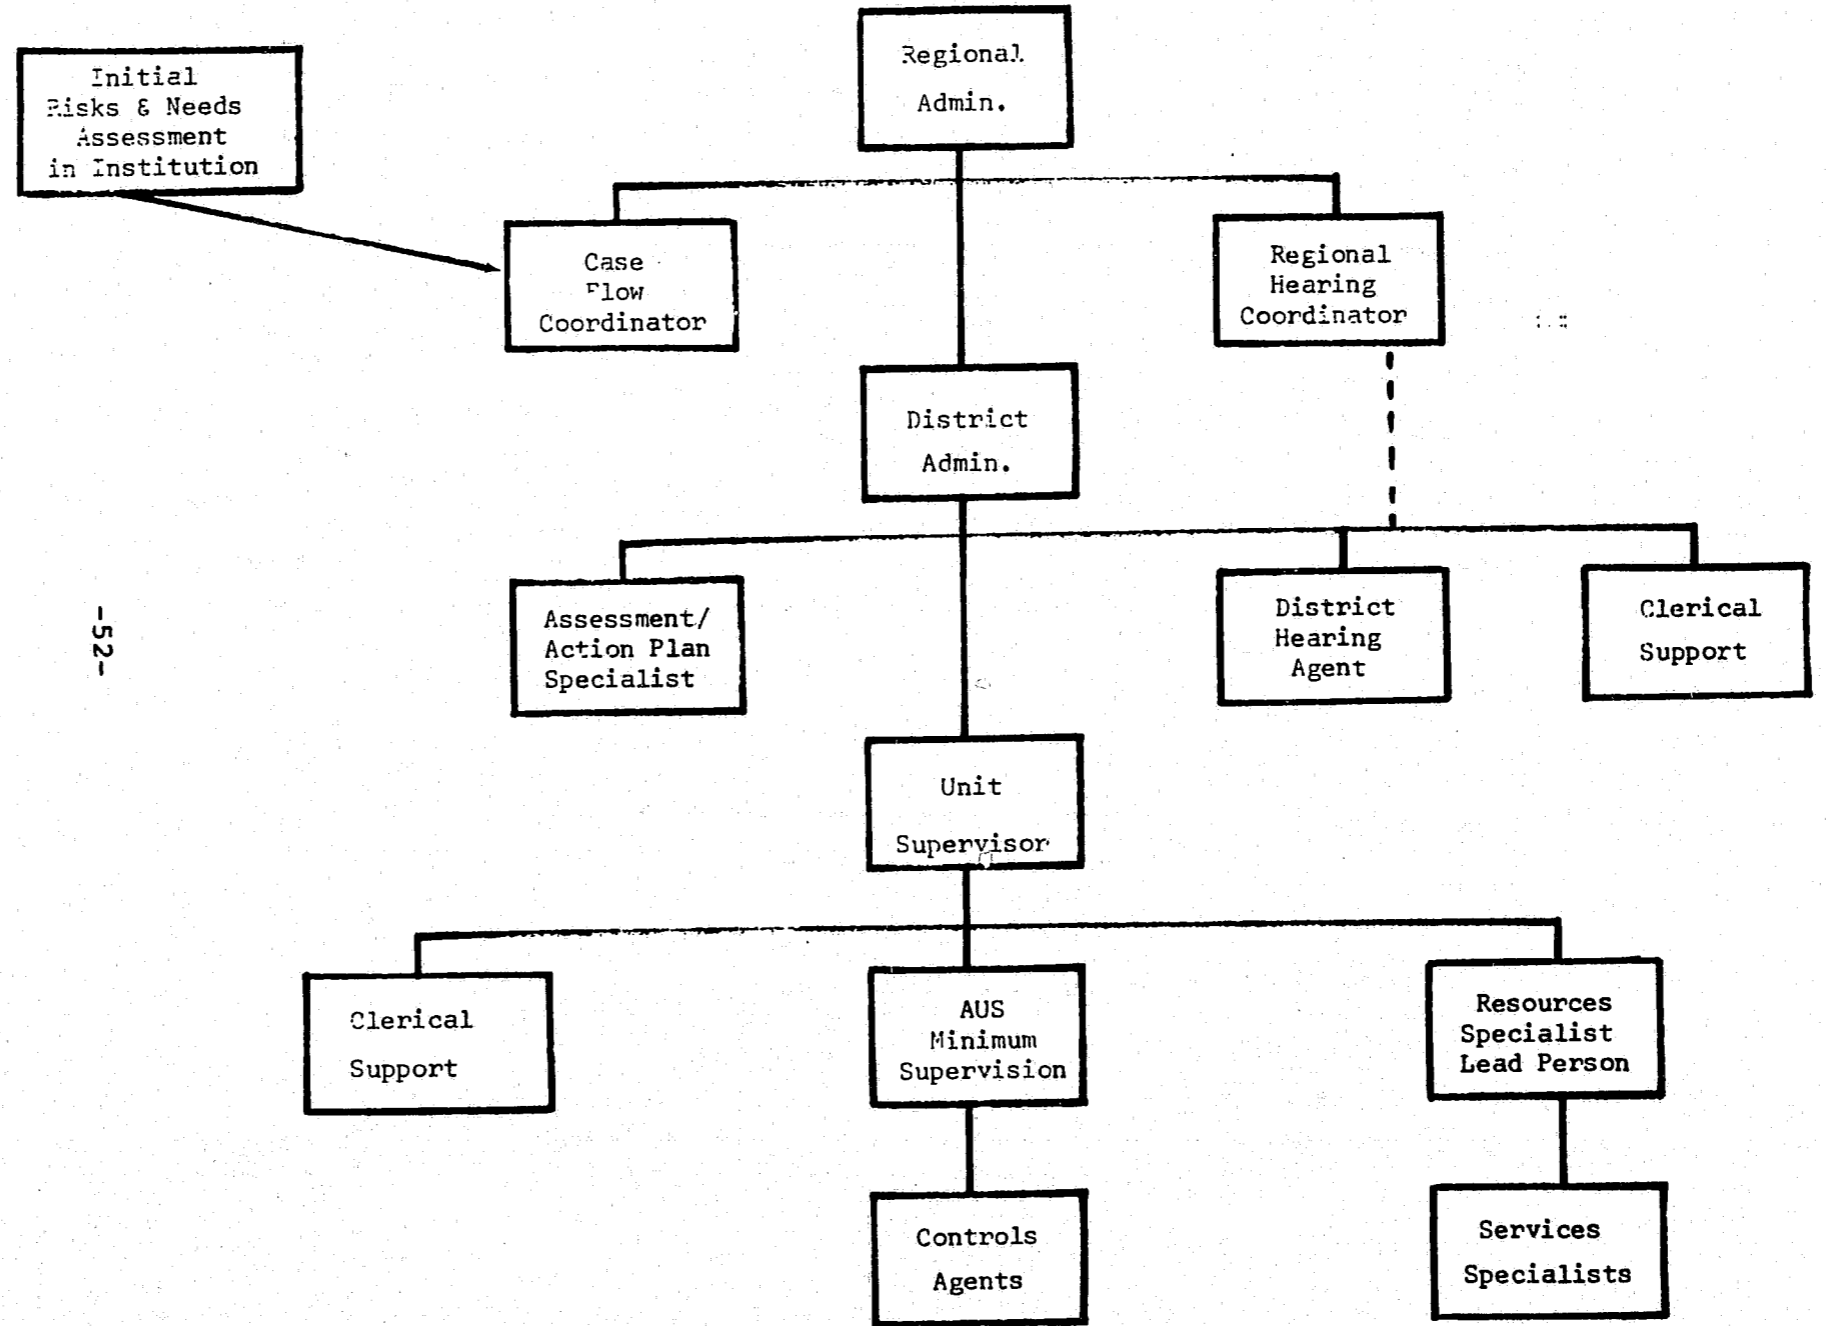 Regional
Admin.
Initial
Risks & Needs
Assessment
in Institution
Case
Flow
Coordinator
Regional
Hearing
Coordinator
District
Admin.
Assessment/
Action Plan
Specialist
District
Hearing
Agent
Clerical
Support
-52-
Unit
Supervisor
Clerical
Support
AUS
Minimum
Supervision
Resources
Specialist
Lead Person
Controls
Agents
Services
Specialists